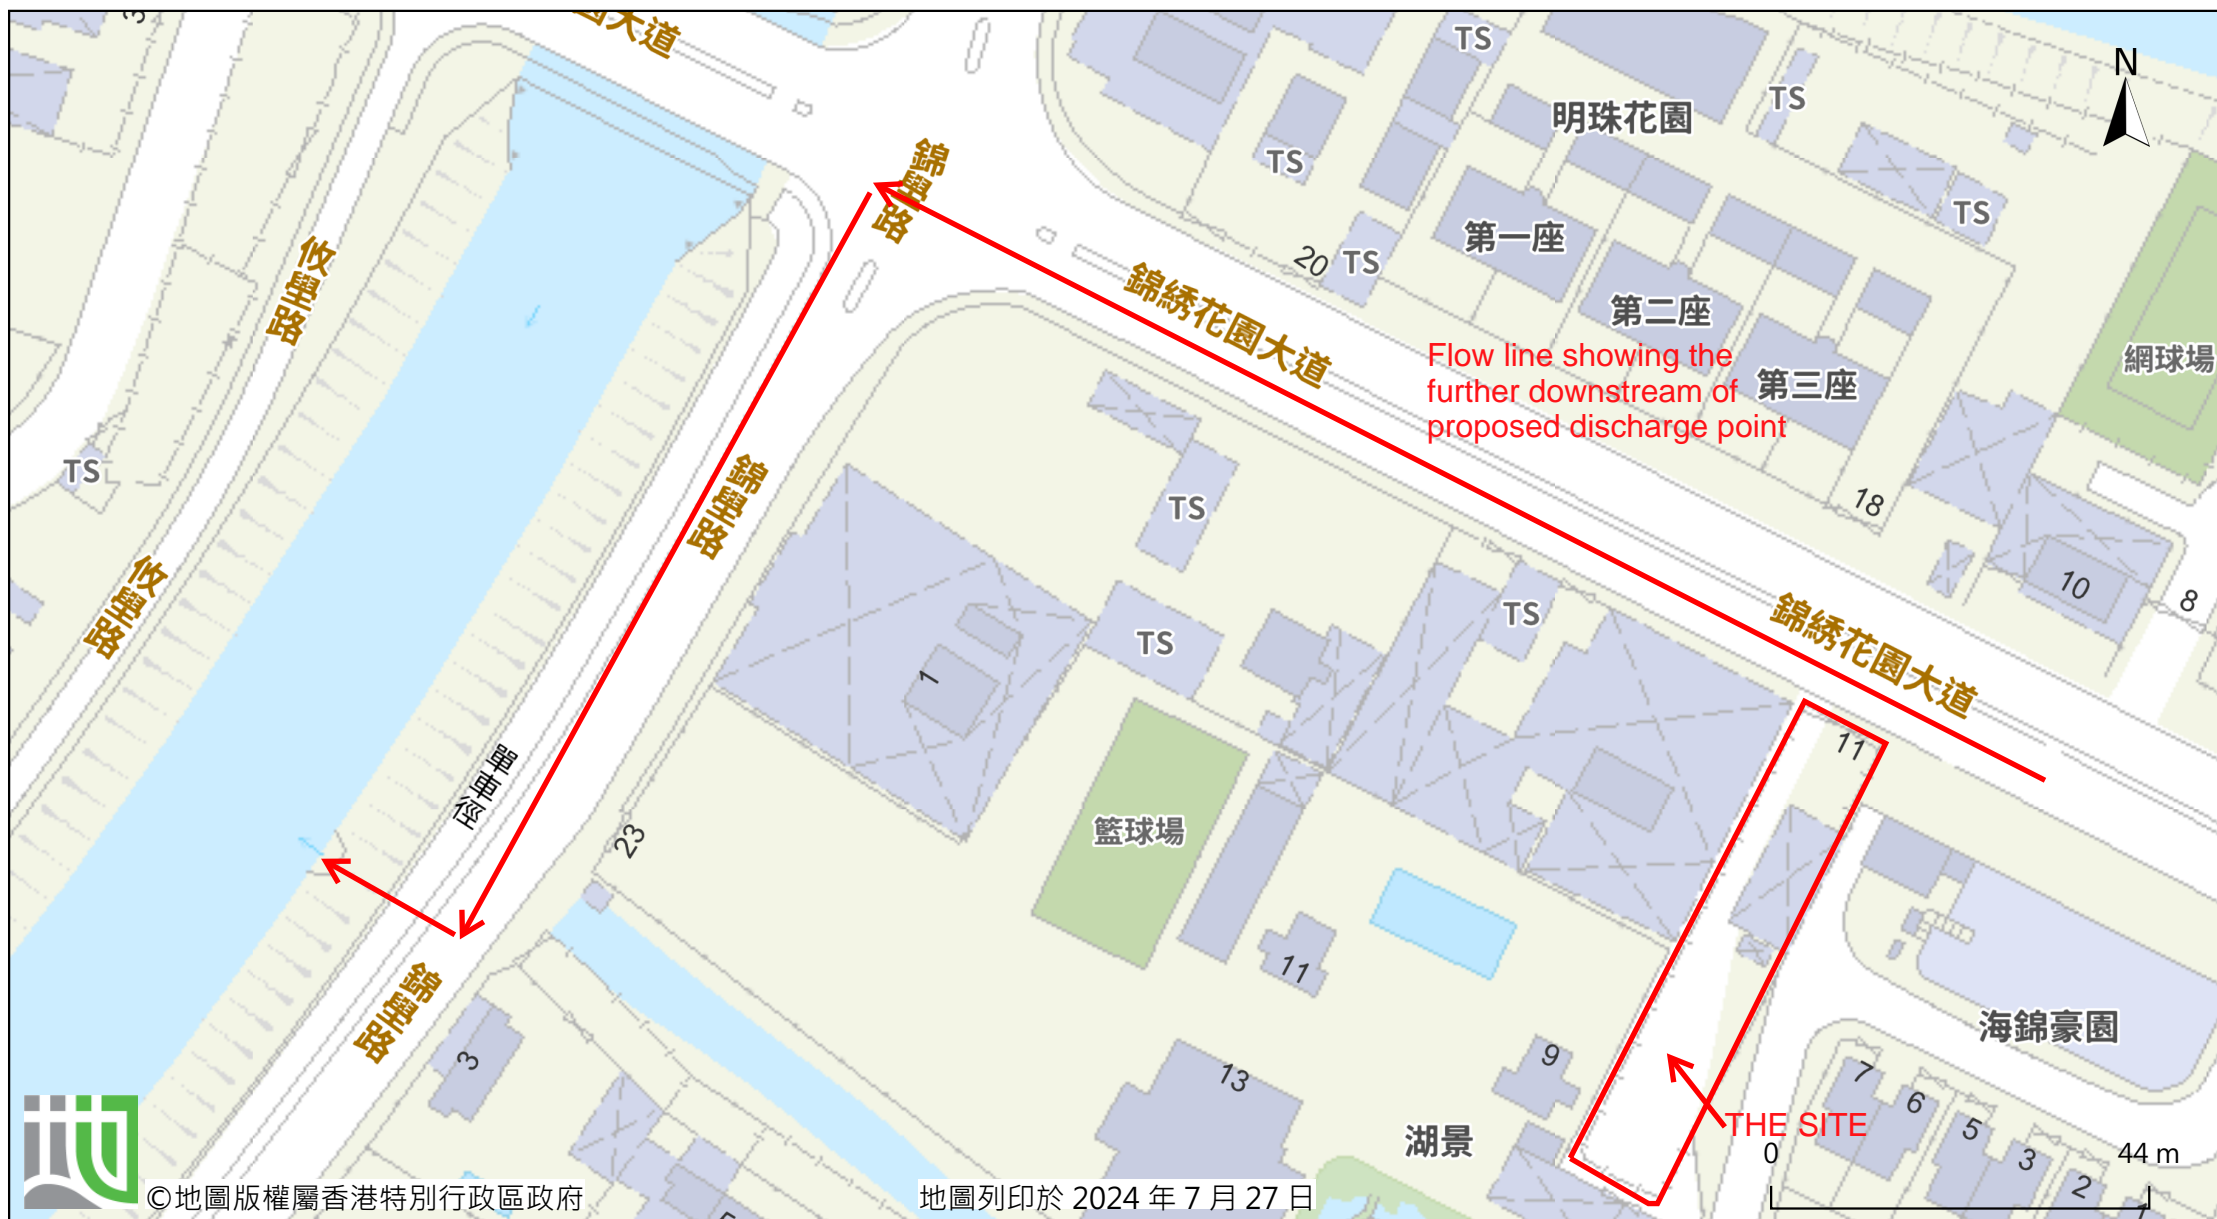 3
園大道
N
TS
TS
明珠花園
錦壆路
TS
第一座
TS
攸壆路
20
TS
錦綉花園大道
第二座
Flow line showing the
further downstream of
proposed discharge point
第三座
網球場
TS
錦壆路
TS
18
攸壆路
10
8
TS
TS
錦綉花園大道
1
11
單車徑
23
籃球場
11
錦壆路
海錦豪園
3
13
9
7
6
5
3
2
1
湖景
THE SITE
0
44 m
5
©地圖版權屬香港特別行政區政府
地圖列印於 2024 年 7 月 27 日